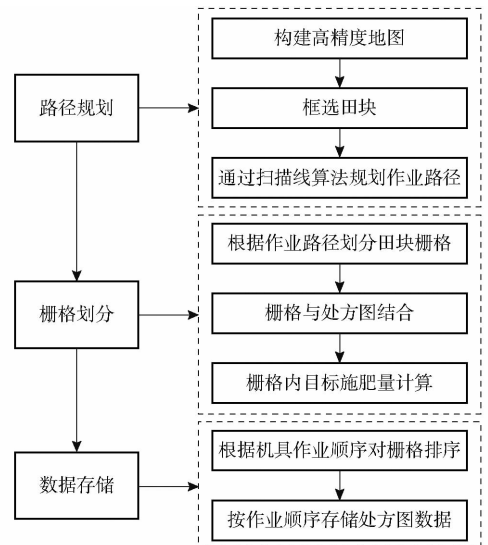 路径规划
构建高精度地图
框选田块
通过扫描线算法规划作业路径
栅格划分
根据作业路径划分田块栅格
栅格与处方图结合
栅格内目标施肥量计算
数据存储
根据机具作业顺序对栅格排序
按作业顺序存储处方图数据